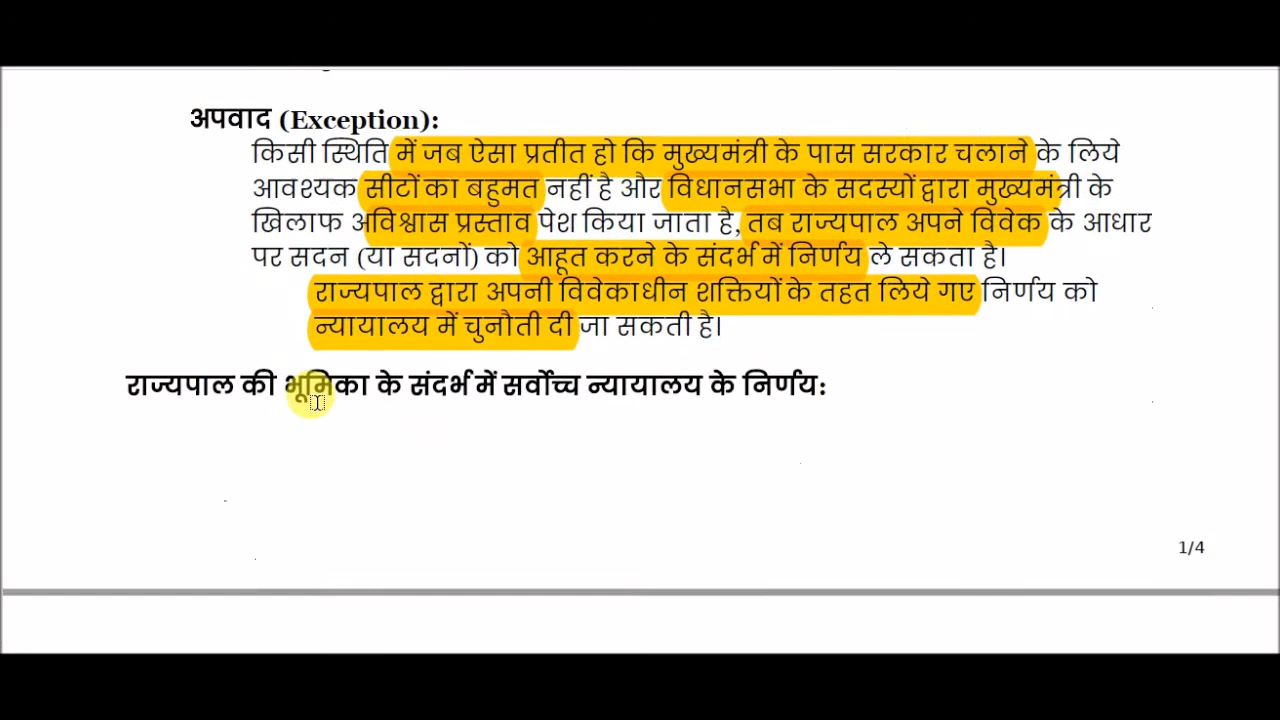 अपवाद (Exception):
किसी स्थिति में जब ऐसा प्रतीत हो कि मुख्यमंत्री के पास सरकार चलाने के लिये
आवश्यक सीटों का बहुमत नहीं है और विधानसभा के सदस्यों द्वारा मुख्यमंत्री के
खिलाफ अविश्वास प्रस्ताव पेश किया जाता है, तब राज्यपाल अपने विवेक के आधार
पर सदन (या सदनों) को आहूत करने के संदर्भ में निर्णय ले सकता है।
राज्यपाल द्वारा अपनी विवेकाधीन शक्तियों के तहत लिये गए निर्णय को
न्यायालय में चुनौती दी जा सकती है।
राज्यपाल की भूमिका के संदर्भ में सर्वोच्च न्यायालय के निर्णय:
1/4